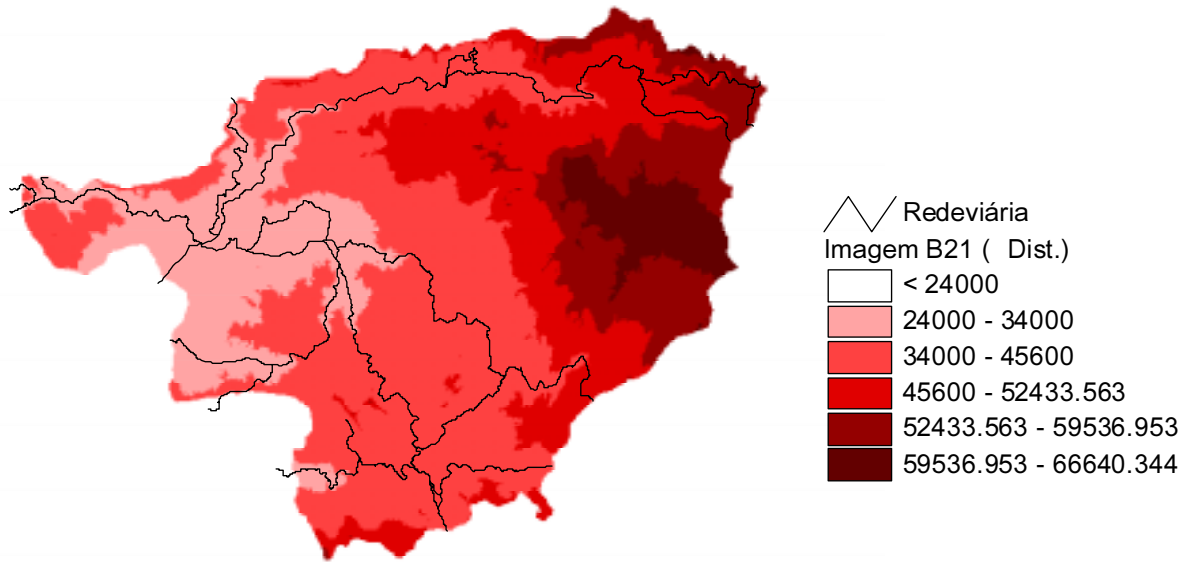 Redeviária
Imagem B21 ( Dist.)
< 24000
24000 - 34000
34000 - 45600
45600 - 52433.563
52433.563 - 59536.953
59536.953 - 66640.344